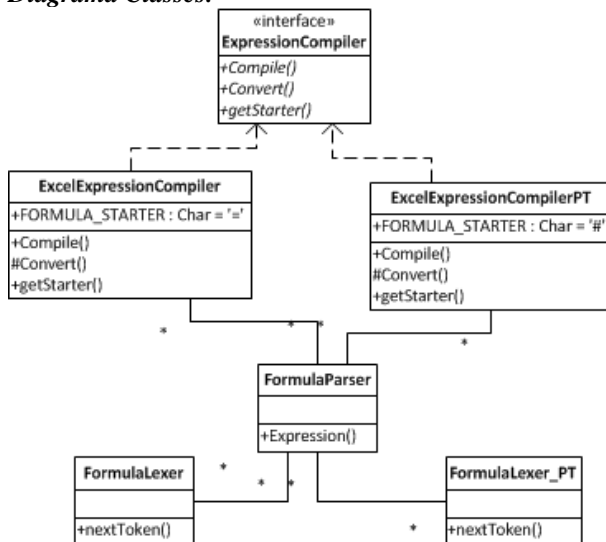 Diagrama Classes:
«interface»
ExpressionCompiler
+Compile()
+Convert()
+getStarter()
ExcelExpressionCompiler
+FORMULA_STARTER : Char = '='
+Compile()
#Convert()
+getStarter()
ExcelExpressionCompilerPT
+FORMULA_STARTER : Char = '#'
+Compile()
#Convert()
+getStarter()
* * * *
FormulaParser
+Expression()
FormulaLexer
+nextToken()
* * *
*
FormulaLexer_PT
+nextToken()